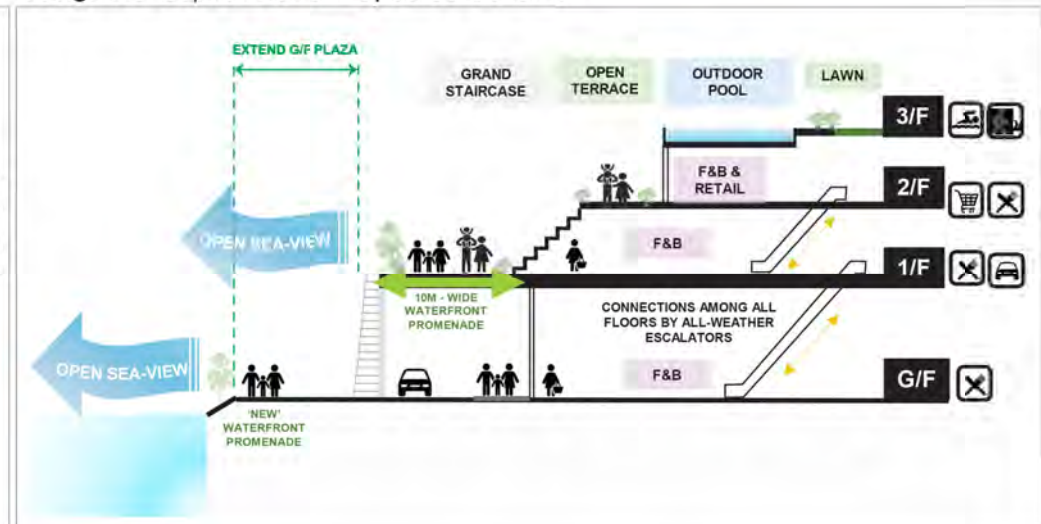 EXTEND G/F PLAZA
GRAND
STAIRCASE
OPEN
TERRACE
OUTDOOR
POOL
LAWN
3/F
F&B &
RETAIL
2/F
OPEN SEA-VIEW
F&B
1/F
10M - WIDE
WATERFRONT
PROMENADE
CONNECTIONS AMONG ALL
FLOORS BY ALL-WEATHER
ESCALATORS
OPEN SEA-VIEW
F&B
G/F
'NEW'
WATERFRONT
PROMENADE